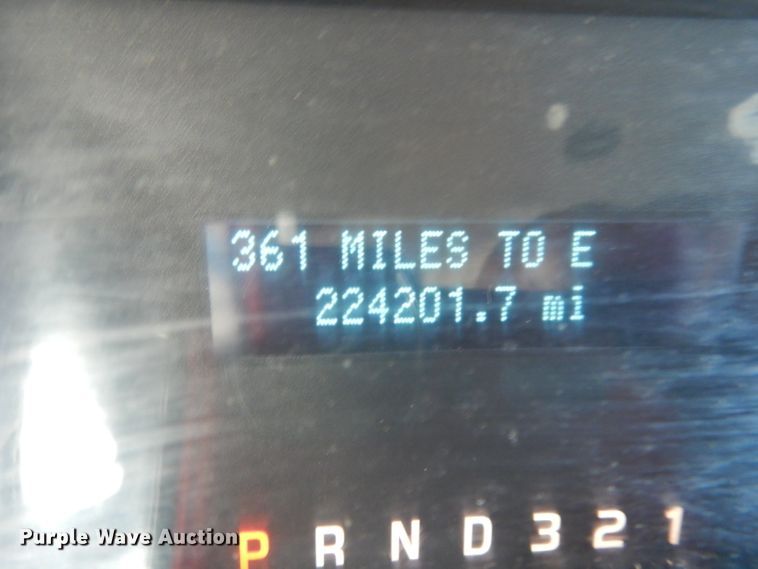 361 MILES TO E
224201.7 mi
P R N D 3 2 1
Purple Wave Auction